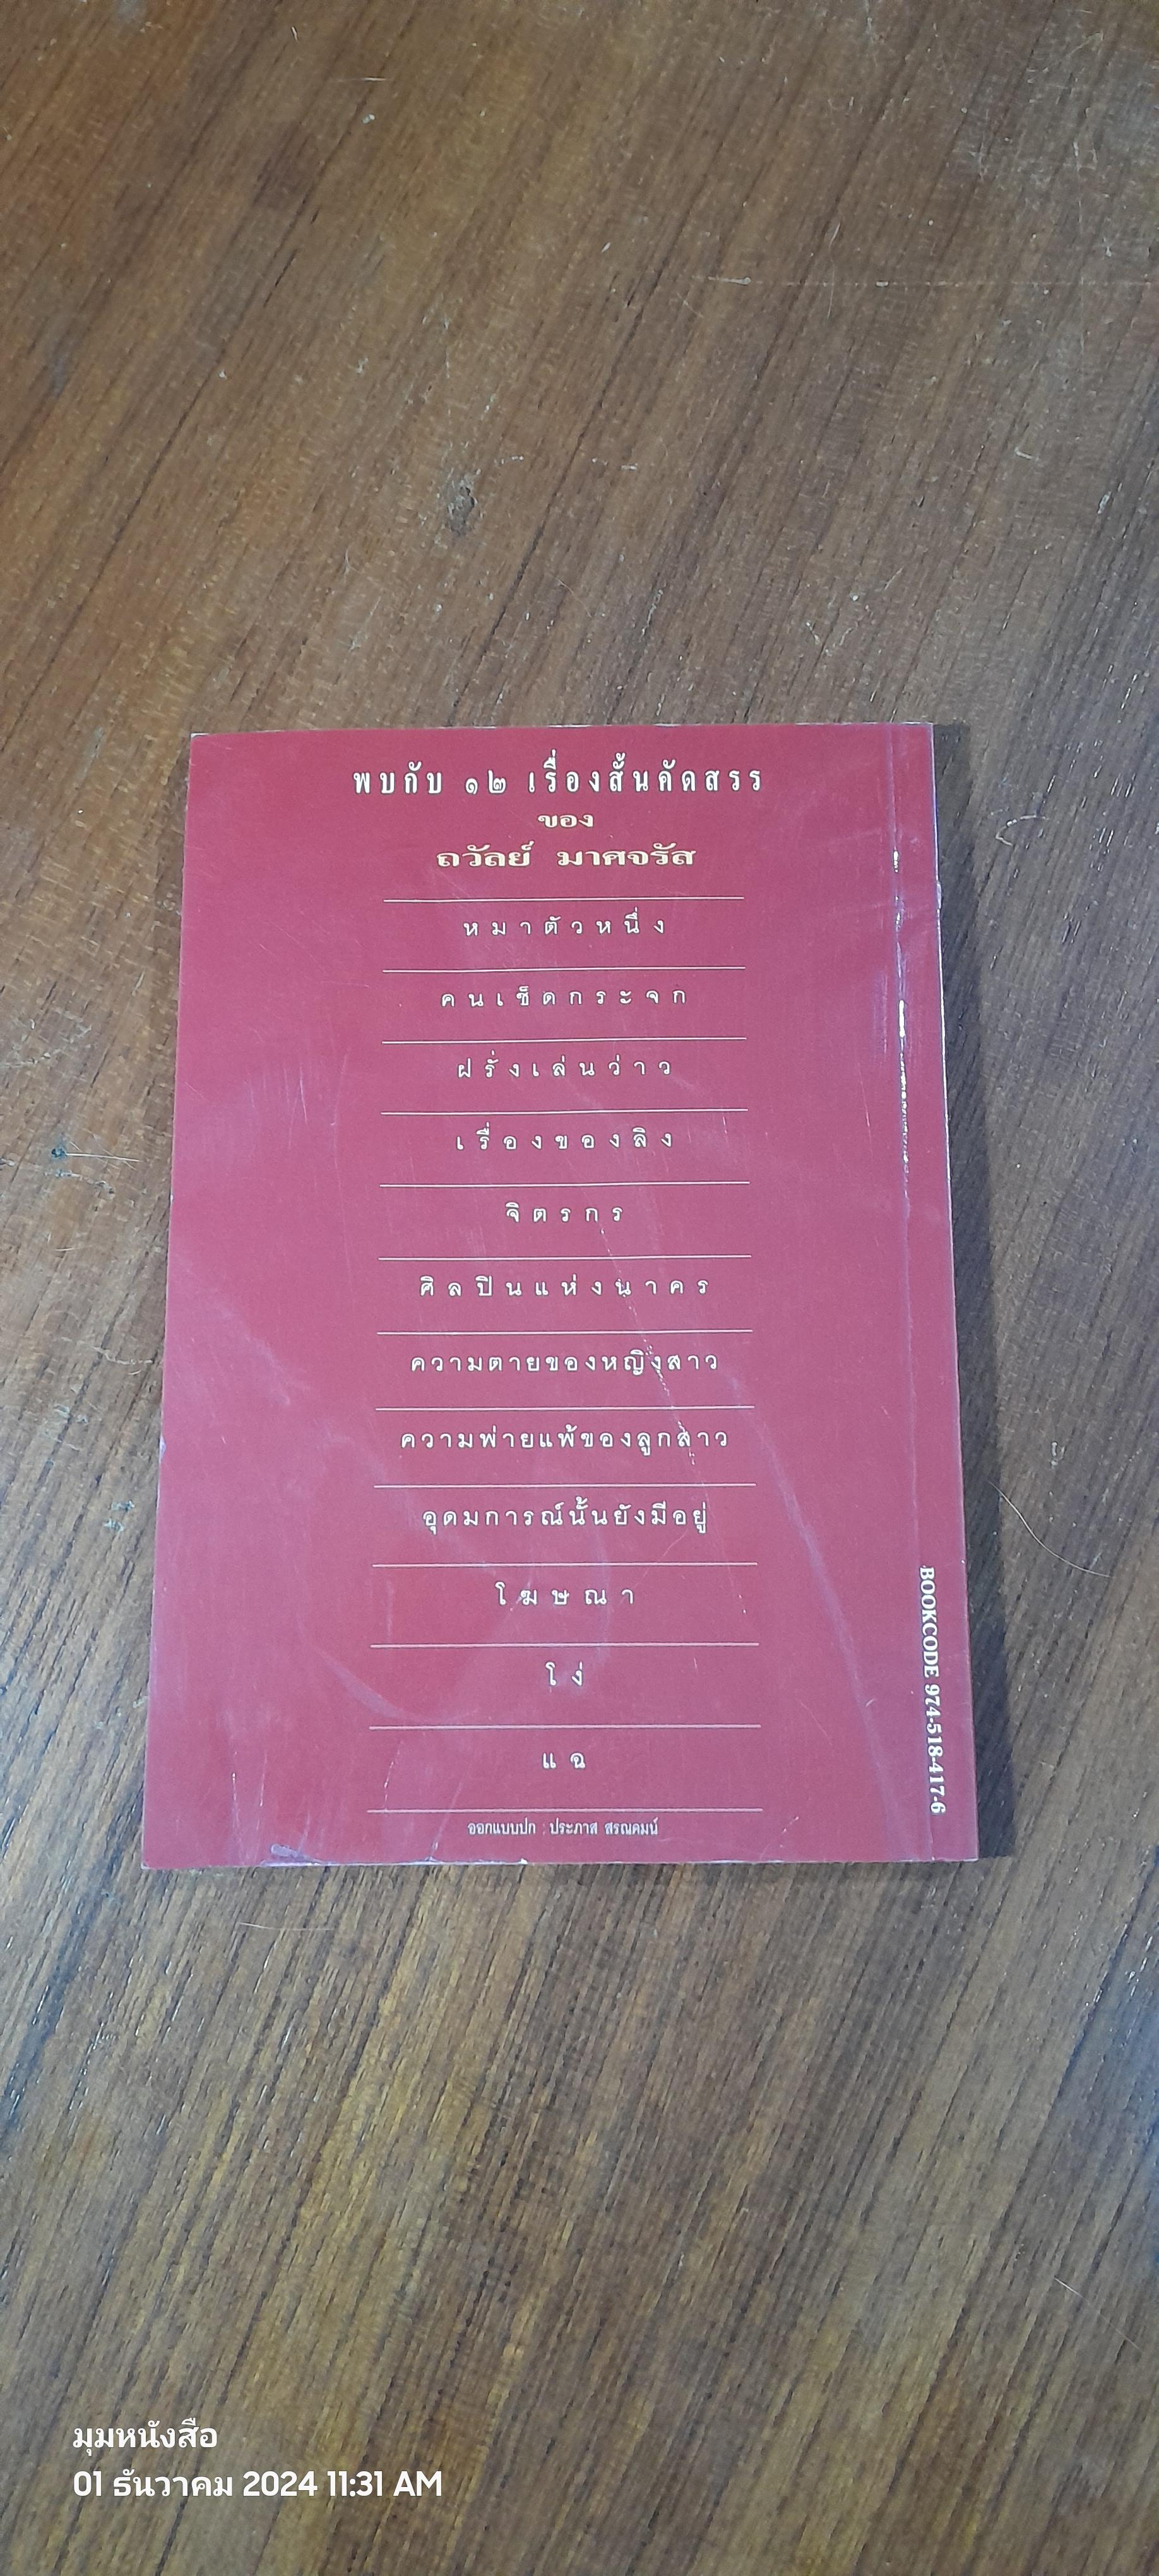 พบกับ ๑๒ เรื่องสั้นคัดสรร
ของ
ถวัลย์ มาศจรัส
หมาตัวหนึ่ง
คนเช็ดกระจก
ฝรั่งเล่นว่าว
เรื่องของลิง
จิตรกร
ศิลปินแห่งนาคร
ความตายของหญิงสาว
ความพ่ายแพ้ของลูกสาว
อุดมการณ์นั้นยังมีอยู่
โฆษณา
โง่
แฉ
ออกแบบปก : ประภาส สรณคมน์
BOOKCODE 974-518-417-6
มุมหนังสือ
01 ธันวาคม 2024 11:31 AM